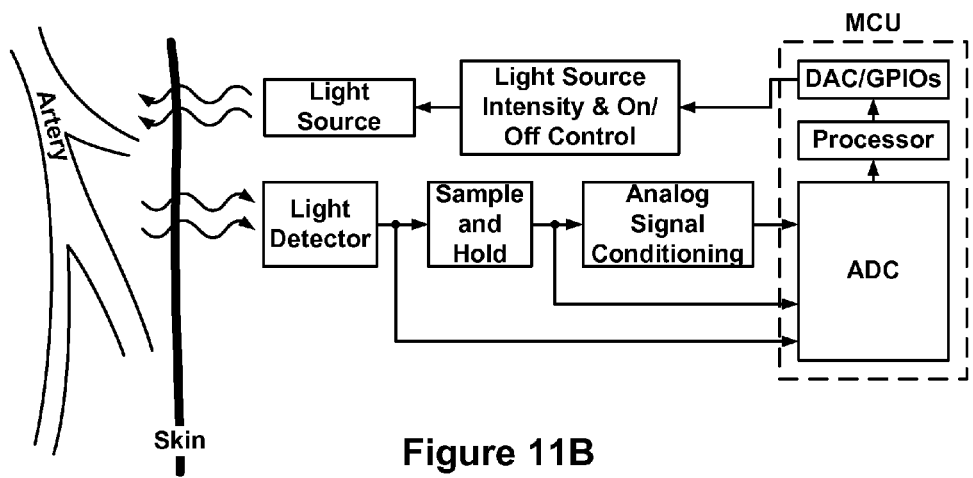 MCU
Light
Source
Light Source
Intensity & On/
Off Control
DAC/GPIOs
Processor
Artery
Light
Detector
Sample
and
Hold
Analog
Signal
Conditioning
ADC
Skin
Figure 11B